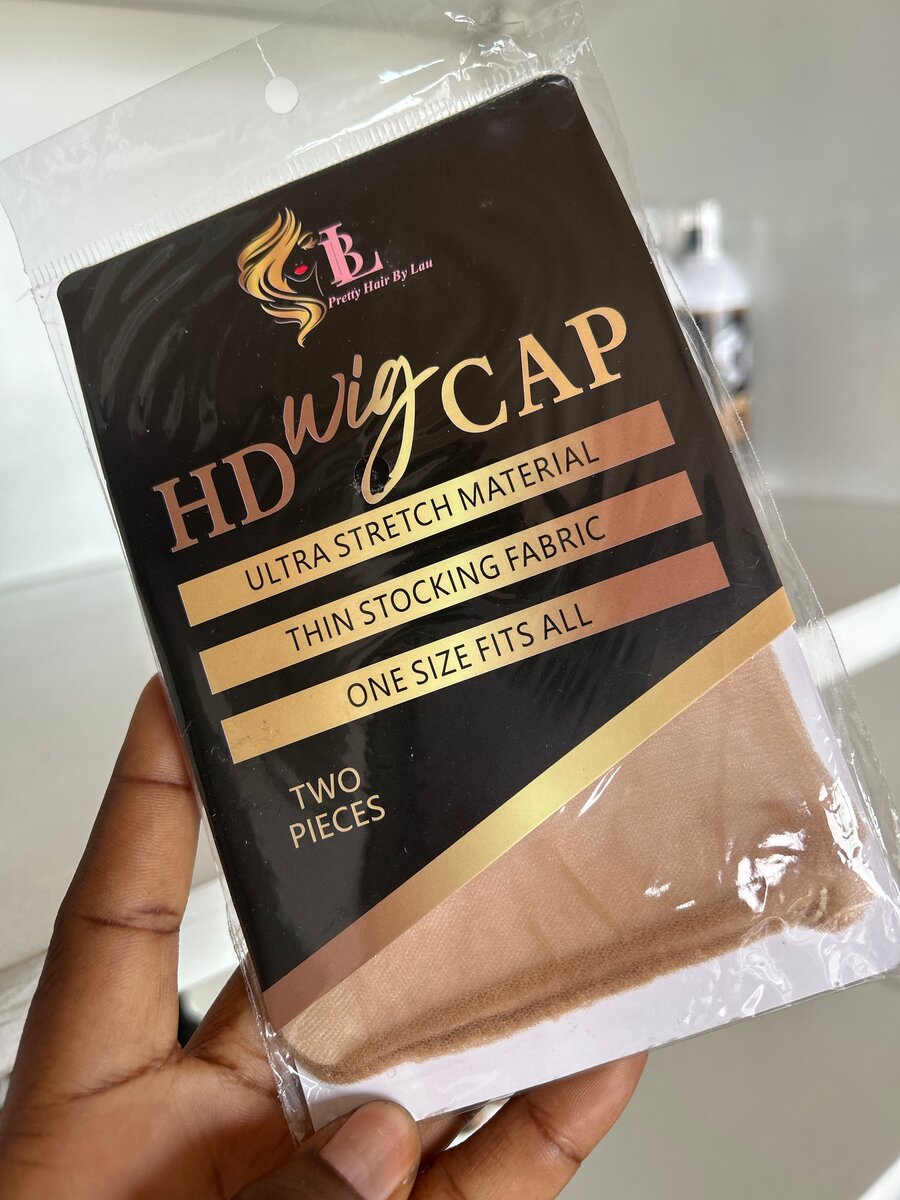 BL
Pretty Hair By Lau
HD wig CAP
ULTRA STRETCH MATERIAL
THIN STOCKING FABRIC
ONE SIZE FITS ALL
TWO
PIECES